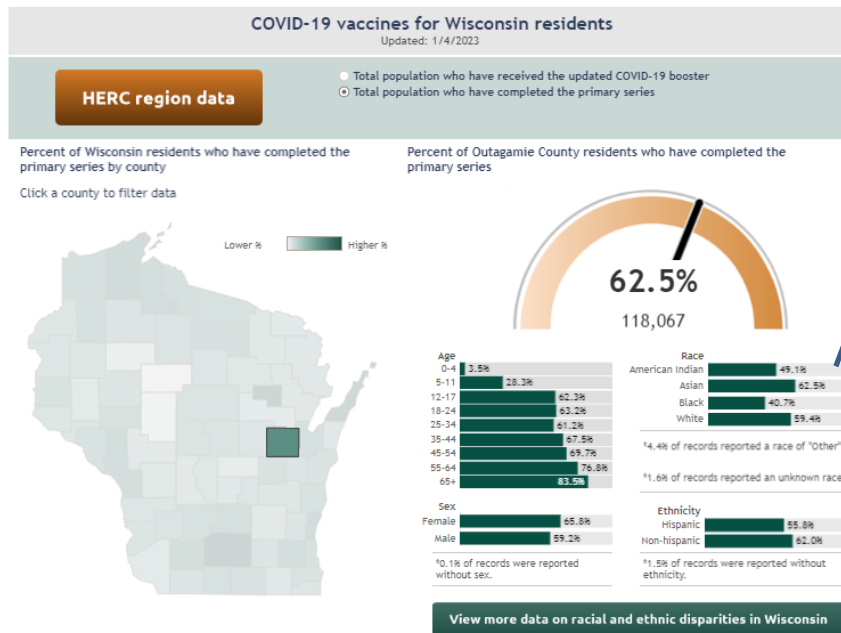 COVID-19 vaccines for Wisconsin residents
Updated: 1/4/2023
HERC region data
Total population who have received the updated COVID-19 booster
Total population who have completed the primary series
Percent of Wisconsin residents who have completed the
primary series by county
Click a county to filter data
Lower %
Higher %
Percent of Outagamie County residents who have completed the
primary series
62.5%
118,067
Age
0-4 3.5%
5-11 28.3%
12-17 62.3%
18-24 63.2%
25-34 61.2%
35-44 67.5%
45-54 69.7%
55-64 76.8%
65+ 83.5%
Sex
Female 65.8%
Male 59.2%
*0.1% of records were reported
without sex.
Race
American Indian 49.1%
Asian 62.5%
Black 40.7%
White 59.4%
*4.4% of records reported a race of "Other"
*1.6% of records reported an unknown race
Ethnicity
Hispanic 55.8%
Non-hispanic 62.0%
*1.5% of records were reported without
ethnicity.
View more data on racial and ethnic disparities in Wisconsin